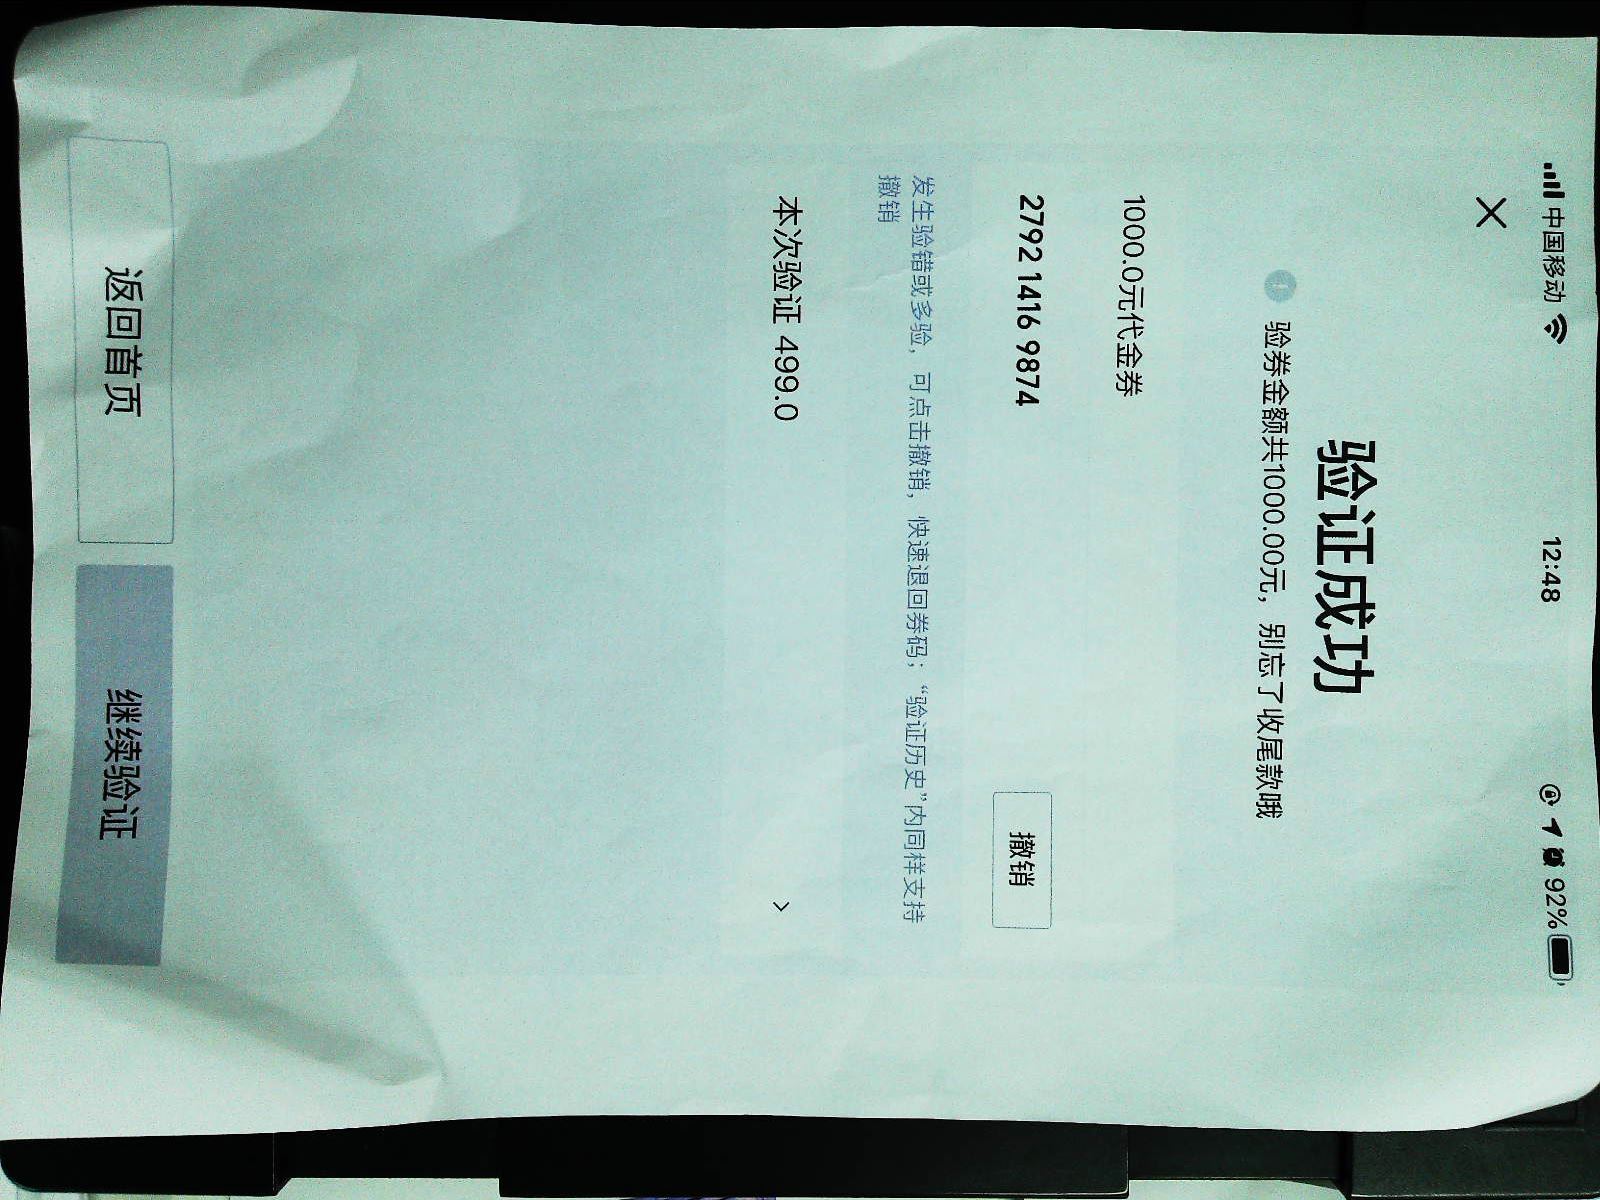 中国移动 12:48 92%
验证成功
验券金额共1000.00元，别忘了收尾款哦
1000.0元代金券
2792 1416 9874
撤销
发生验错或多验，可点击撤销，快速退回券码；“验证历史”内同样支持
撤销
本次验证 499.0
返回首页
继续验证